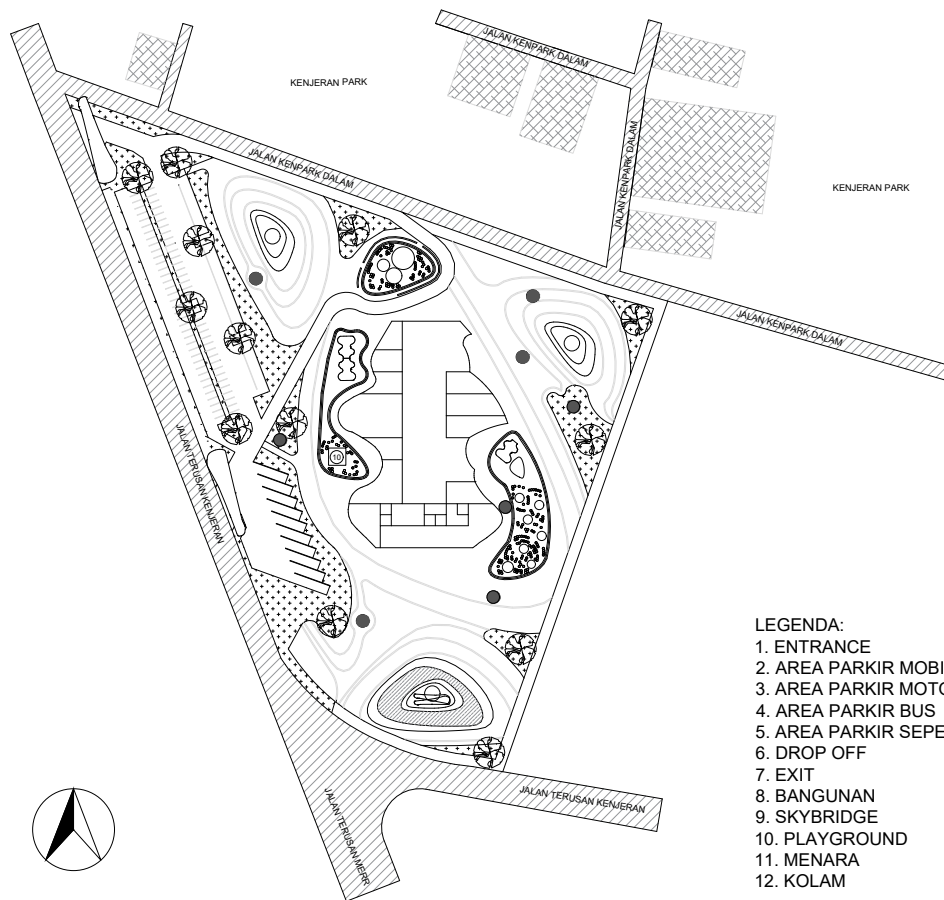 JALAN KENPARK DALAM
KENJERAN PARK
JALAN KENPARK DALAM
JALAN KENPARK DALAM
KENJERAN PARK
JALAN KENPARK DALAM
10
JALAN TERUSAN KENJERAN
JALAN TERUSAN KENJERAN
JALAN TERUSAN MERR
LEGENDA:
1. ENTRANCE
2. AREA PARKIR MOBI
3. AREA PARKIR MOTO
4. AREA PARKIR BUS
5. AREA PARKIR SEPE
6. DROP OFF
7. EXIT
8. BANGUNAN
9. SKYBRIDGE
10. PLAYGROUND
11. MENARA
12. KOLAM